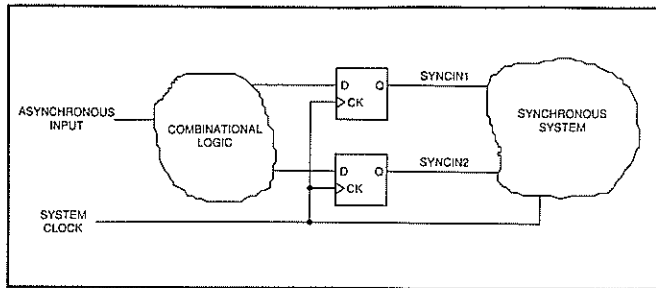 ASYNCHRONOUS
INPUT
COMBINATIONAL
LOGIC
D Q
CK
SYNCIN1
D Q
CK
SYNCIN2
SYNCHRONOUS
SYSTEM
SYSTEM
CLOCK